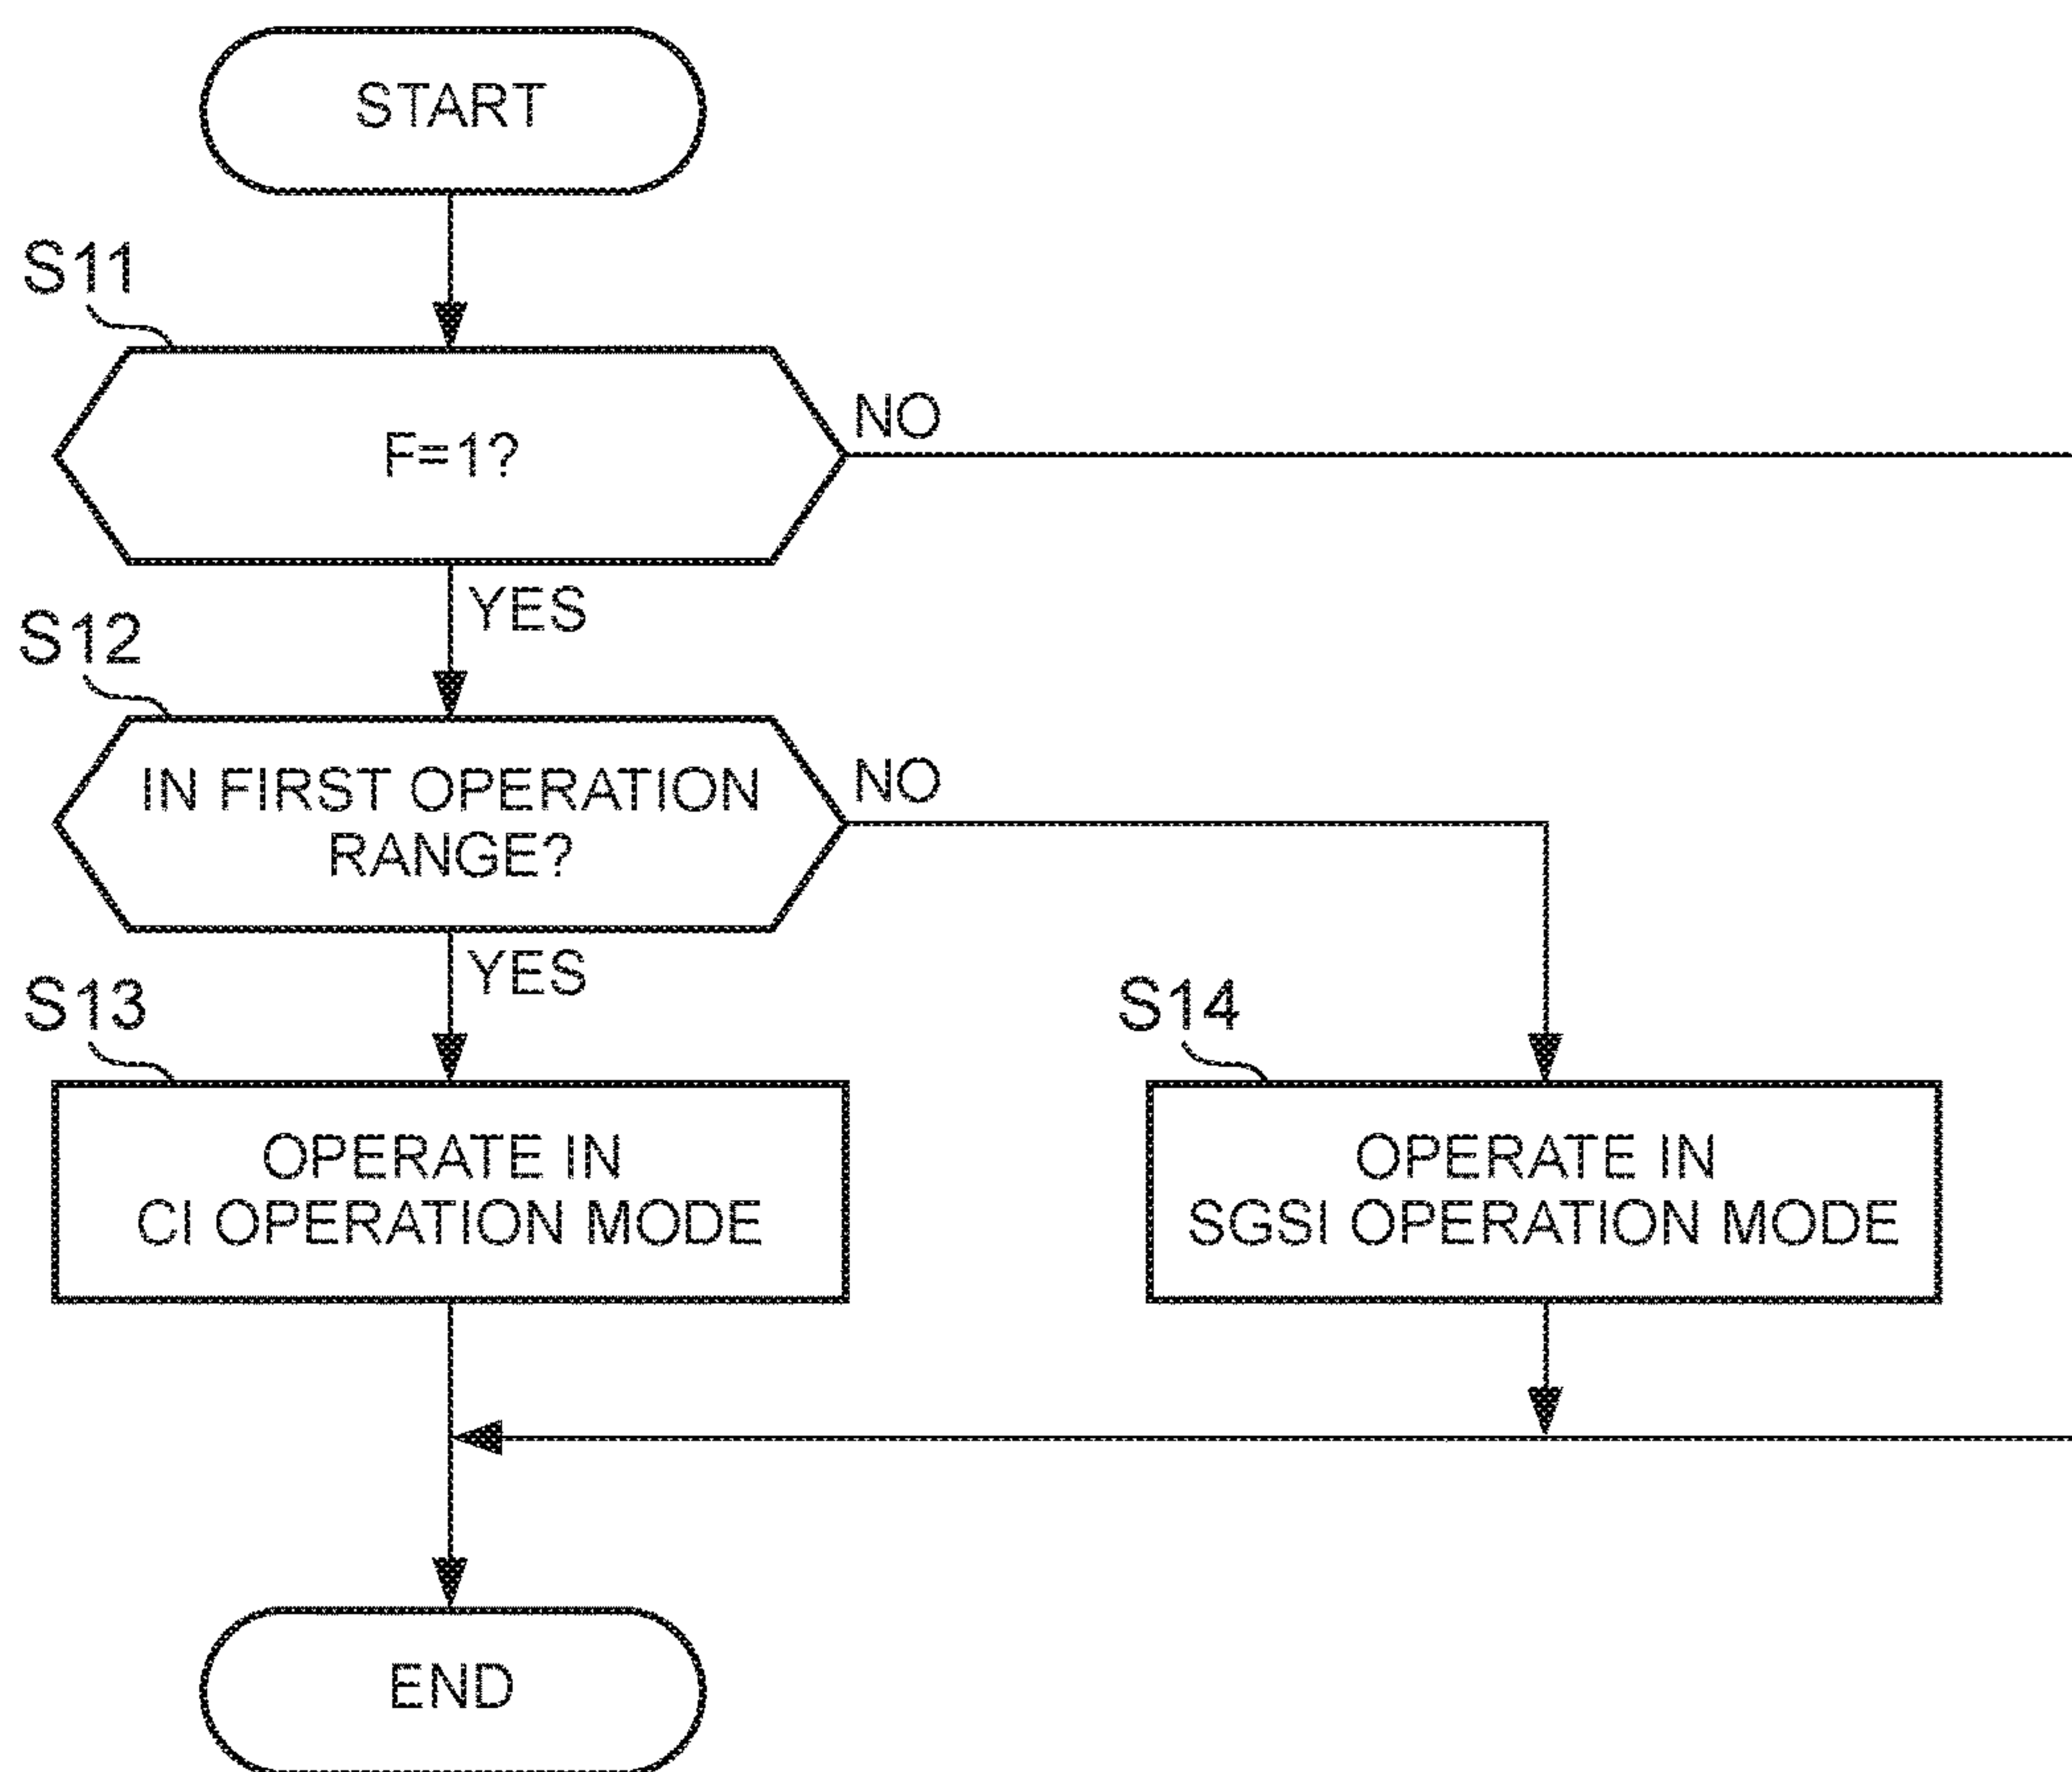 START
S11
F=1?
NO
YES
S12
IN FIRST OPERATION
RANGE?
NO
YES
S13
OPERATE IN
CI OPERATION MODE
S14
OPERATE IN
SGSI OPERATION MODE
END